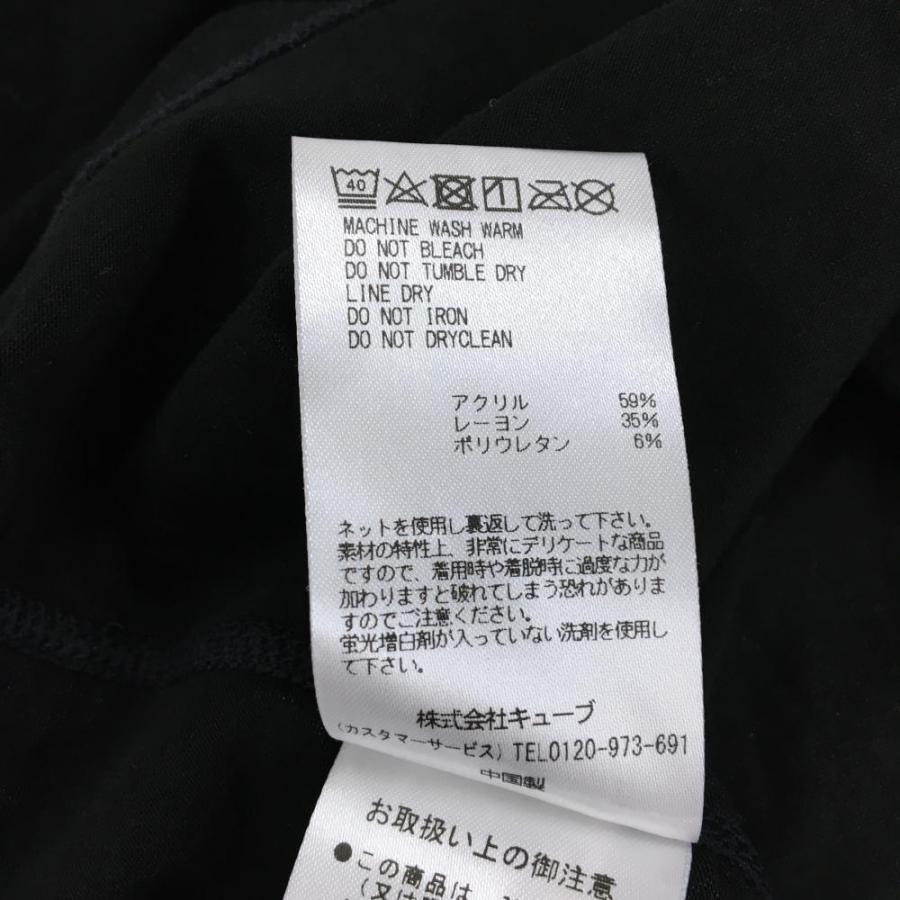 40
MACHINE WASH WARM
DO NOT BLEACH
DO NOT TUMBLE DRY
LINE DRY
DO NOT IRON
DO NOT DRYCLEAN
アクリル 59%
レーヨン 35%
ポリウレタン 6%
ネットを使用し裏返して洗って下さい。
素材の特性上、非常にデリケートな商品
ですので、着用時や着脱時に過度な力が
加わりますと破れてしまう恐れがありま
すのでご注意ください。
蛍光増白剤が入っていない洗剤を使用し
て下さい。
株式会社キューブ
(カスタマーサービス) TEL0120-973-691
中国製
お取扱い上の御注意
●この商品は、
(又は